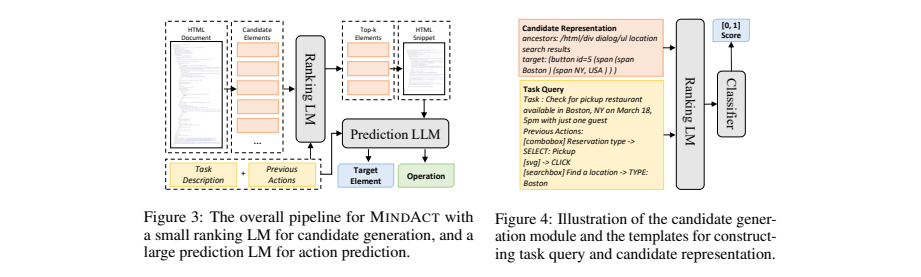 HTML
Document
Candidate
Elements
...
Ranking LM
Top-k
Elements
HTML
Snippet
Prediction LLM
Task
Description
+
Previous
Actions
Target
Element
Operation
Figure 3: The overall pipeline for MINDACT with
a small ranking LM for candidate generation, and a
large prediction LM for action prediction.
Candidate Representation
ancestors: /html/div dialog/ul location
search results
target: (button id=5 (span (span
Boston ) (span NY, USA ) ) )
Task Query
Task : Check for pickup restaurant
available in Boston, NY on March 18,
5pm with just one guest
Previous Actions:
[combobox] Reservation type ->
SELECT: Pickup
[svg] -> CLICK
[searchbox] Find a location -> TYPE:
Boston
Ranking LM
[0, 1]
Score
Classifier
Figure 4: Illustration of the candidate gener-
ation module and the templates for construct-
ing task query and candidate representation.